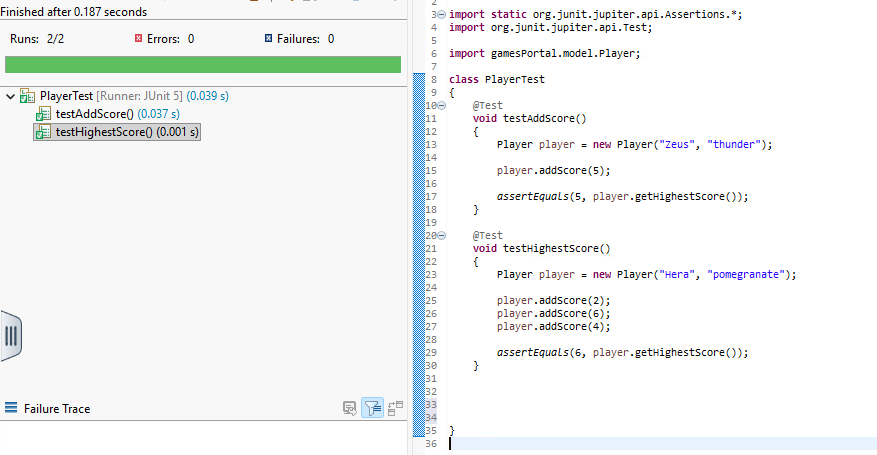 Finished after 0.187 seconds
Runs: 2/2 Errors: 0 Failures: 0
PlayerTest [Runner: JUnit 5] (0.039 s)
testAddScore() (0.037 s)
testHighestScore() (0.001 s)
Failure Trace
2
3 import static org.junit.jupiter.api.Assertions.*;
4 import org.junit.jupiter.api.Test;
5
6 import gamesPortal.model.Player;
7
8 class PlayerTest
9 {
10 @Test
11 void testAddScore()
12 {
13 Player player = new Player("Zeus", "thunder");
14
15 player.addScore(5);
16
17 assertEquals(5, player.getHighestScore());
18 }
19
20 @Test
21 void testHighestScore()
22 {
23 Player player = new Player("Hera", "pomegranate");
24
25 player.addScore(2);
26 player.addScore(6);
27 player.addScore(4);
28
29 assertEquals(6, player.getHighestScore());
30 }
31
32
33
34
35 }
36